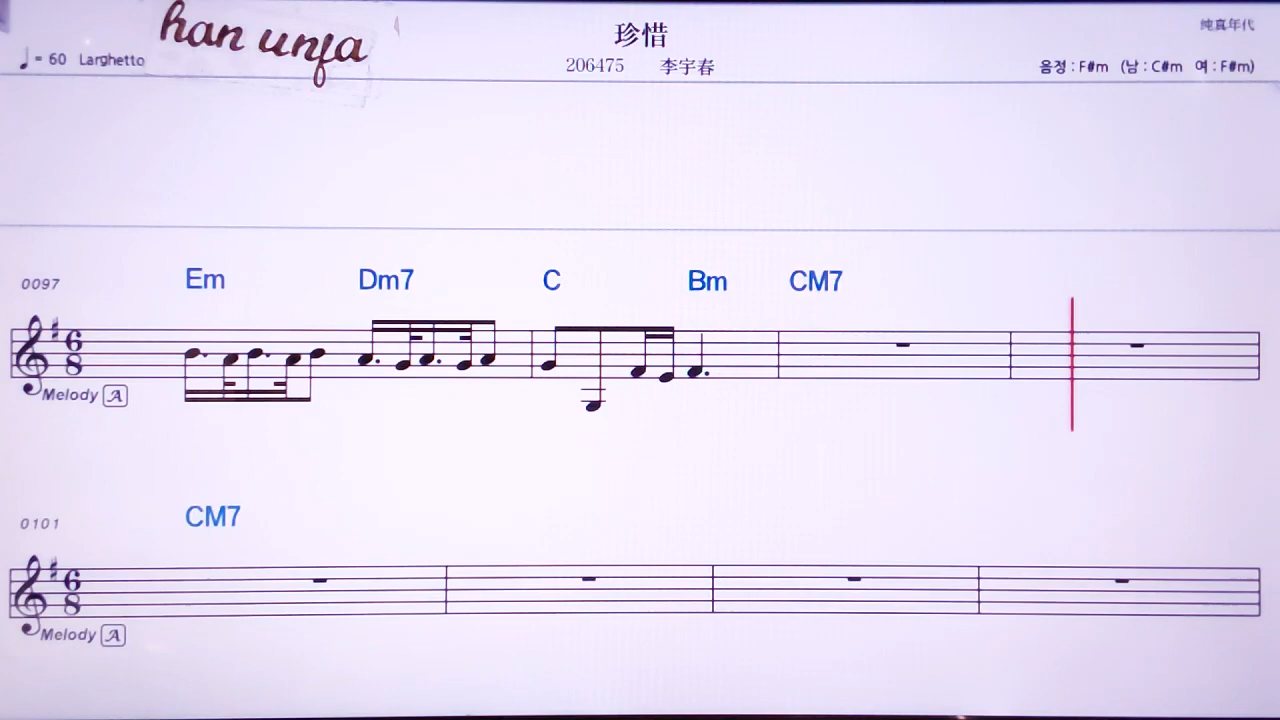 han unfa
珍惜
纯真年代
♩ = 60 Larghetto
206475 李宇春
음정 : F#m (남 : C#m 여 : F#m)
0097
Em Dm7 C Bm CM7
6
8
Melody A
0101
CM7
6
8
Melody A